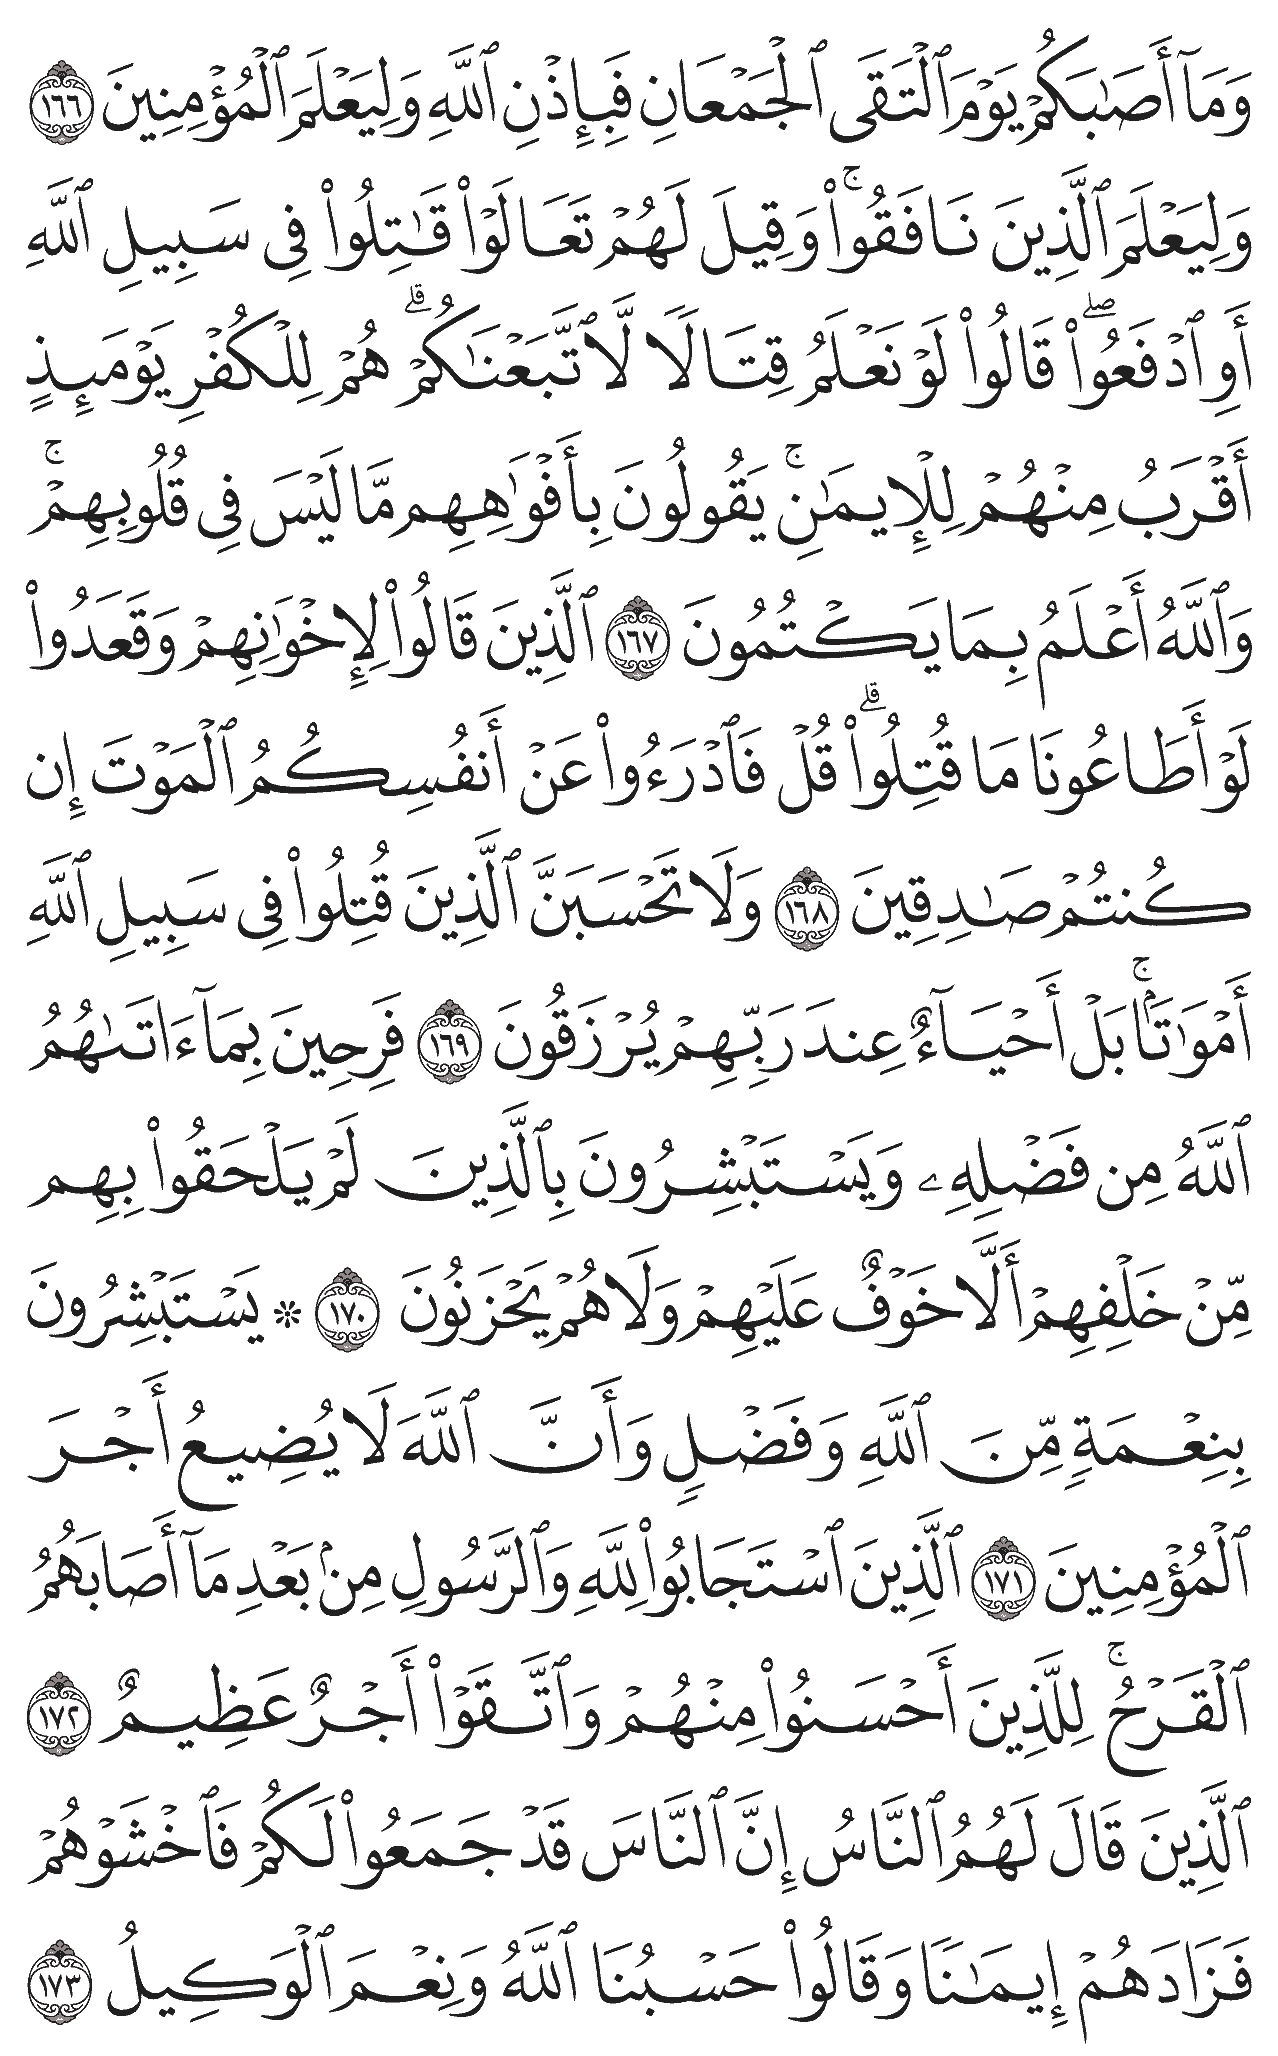 وَمَآ أَصَٰبَكُمۡ يَوۡمَ ٱلۡتَقَى ٱلۡجَمۡعَانِ فَبِإِذۡنِ ٱللَّهِ وَلِيَعۡلَمَ ٱلۡمُؤۡمِنِينَ ١٦٦
وَلِيَعۡلَمَ ٱلَّذِينَ نَافَقُواْۚ وَقِيلَ لَهُمۡ تَعَالَوۡاْ قَٰتِلُواْ فِي سَبِيلِ ٱللَّهِ
أَوِ ٱدۡفَعُواْۖ قَالُواْ لَوۡ نَعۡلَمُ قِتَالٗا لَّٱتَّبَعۡنَٰكُمۡۗ هُمۡ لِلۡكُفۡرِ يَوۡمَئِذٍ
أَقۡرَبُ مِنۡهُمۡ لِلۡإِيمَٰنِۚ يَقُولُونَ بِأَفۡوَٰهِهِم مَّا لَيۡسَ فِي قُلُوبِهِمۡۚ
وَٱللَّهُ أَعۡلَمُ بِمَا يَكۡتُمُونَ ١٦٧ ٱلَّذِينَ قَالُواْ لِإِخۡوَٰنِهِمۡ وَقَعَدُواْ
لَوۡ أَطَاعُونَا مَا قُتِلُواْۗ قُلۡ فَٱدۡرَءُواْ عَنۡ أَنفُسِكُمُ ٱلۡمَوۡتَ إِن
كُنتُمۡ صَٰدِقِينَ ١٦٨ وَلَا تَحۡسَبَنَّ ٱلَّذِينَ قُتِلُواْ فِي سَبِيلِ ٱللَّهِ
أَمۡوَٰتَۢاۚ بَلۡ أَحۡيَآءٌ عِندَ رَبِّهِمۡ يُرۡزَقُونَ ١٦٩ فَرِحِينَ بِمَآ ءَاتَىٰهُمُ
ٱللَّهُ مِن فَضۡلِهِۦ وَيَسۡتَبۡشِرُونَ بِٱلَّذِينَ لَمۡ يَلۡحَقُواْ بِهِم
مِّنۡ خَلۡفِهِمۡ أَلَّا خَوۡفٌ عَلَيۡهِمۡ وَلَا هُمۡ يَحۡزَنُونَ ١٧٠ ۞ يَسۡتَبۡشِرُونَ
بِنِعۡمَةٖ مِّنَ ٱللَّهِ وَفَضۡلٖ وَأَنَّ ٱللَّهَ لَا يُضِيعُ أَجۡرَ
ٱلۡمُؤۡمِنِينَ ١٧١ ٱلَّذِينَ ٱسۡتَجَابُواْ لِلَّهِ وَٱلرَّسُولِ مِنۢ بَعۡدِ مَآ أَصَابَهُمُ
ٱلۡقَرۡحُۚ لِلَّذِينَ أَحۡسَنُواْ مِنۡهُمۡ وَٱتَّقَوۡاْ أَجۡرٌ عَظِيمٌ ١٧٢
ٱلَّذِينَ قَالَ لَهُمُ ٱلنَّاسُ إِنَّ ٱلنَّاسَ قَدۡ جَمَعُواْ لَكُمۡ فَٱخۡشَوۡهُمۡ
فَزَادَهُمۡ إِيمَٰنٗا وَقَالُواْ حَسۡبُنَا ٱللَّهُ وَنِعۡمَ ٱلۡوَكِيلُ ١٧٣